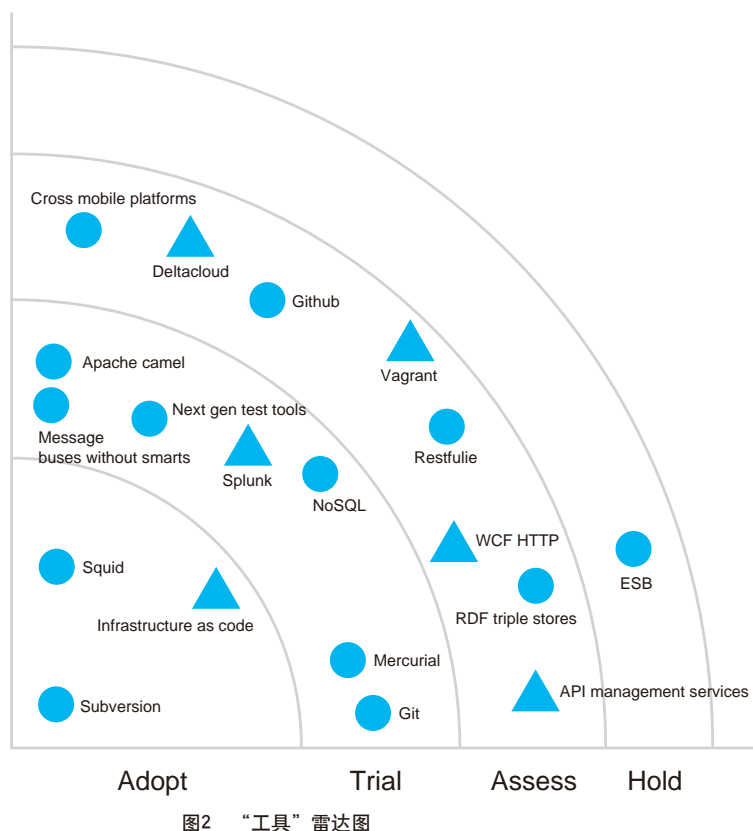 Cross mobile platforms
Deltacloud
Github
Vagrant
Apache camel
Next gen test tools
Message
buses without smarts
Splunk
NoSQL
Restfulie
WCF HTTP
ESB
Squid
RDF triple stores
Infrastructure as code
Mercurial
API management services
Subversion
Git
Adopt Trial Assess Hold
图2 “工具”雷达图